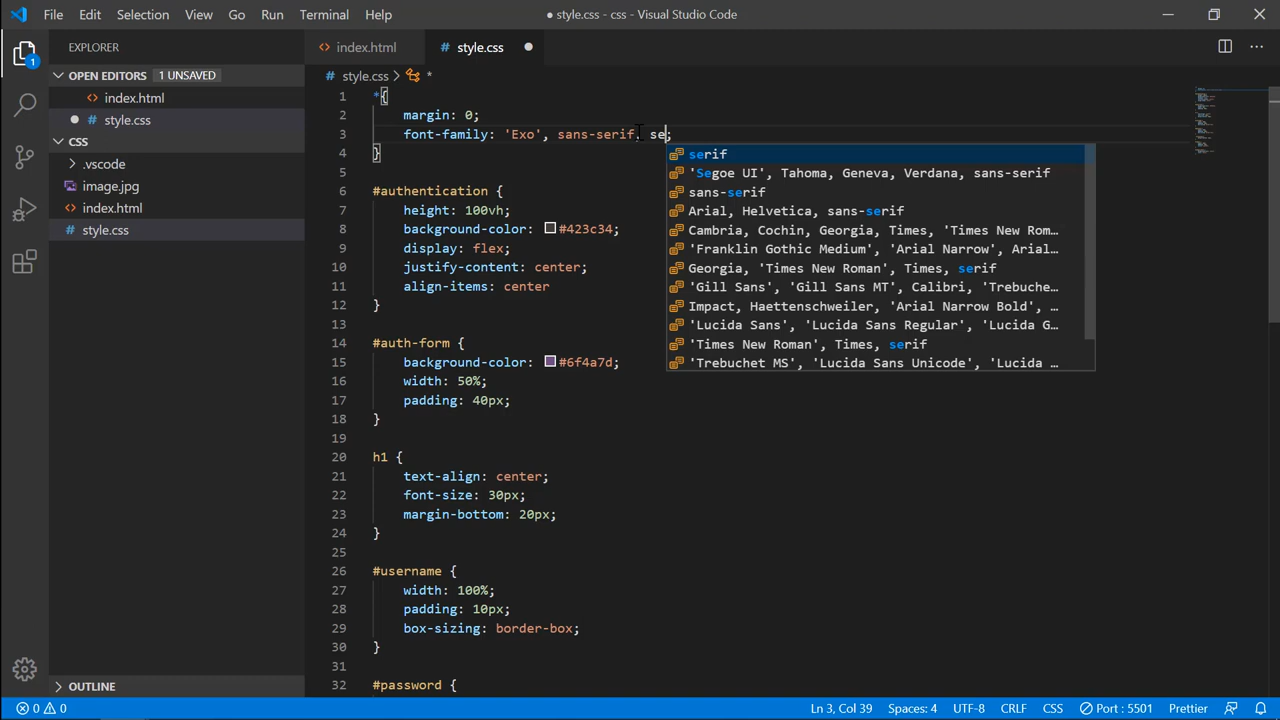 File Edit Selection View Go Run Terminal Help
● style.css - css - Visual Studio Code
EXPLORER
OPEN EDITORS 1 UNSAVED
<> index.html
style.css
CSS
> .vscode
image.jpg
<> index.html
# style.css
OUTLINE
1
<> index.html
# style.css
# style.css > *
1 *{
2 margin: 0;
3 font-family: 'Exo', sans-serif, se;
4 }
5
6 #authentication {
7 height: 100vh;
8 background-color: #423c34;
9 display: flex;
10 justify-content: center;
11 align-items: center
12 }
13
14 #auth-form {
15 background-color: #6f4a7d;
16 width: 50%;
17 padding: 40px;
18 }
19
20 h1 {
21 text-align: center;
22 font-size: 30px;
23 margin-bottom: 20px;
24 }
25
26 #username {
27 width: 100%;
28 padding: 10px;
29 box-sizing: border-box;
30 }
31
32 #password {
serif
'Segoe UI', Tahoma, Geneva, Verdana, sans-serif
sans-serif
Arial, Helvetica, sans-serif
Cambria, Cochin, Georgia, Times, 'Times New Rom…
'Franklin Gothic Medium', 'Arial Narrow', Arial…
Georgia, 'Times New Roman', Times, serif
'Gill Sans', 'Gill Sans MT', Calibri, 'Trebuche…
Impact, Haettenschweiler, 'Arial Narrow Bold', …
'Lucida Sans', 'Lucida Sans Regular', 'Lucida G…
'Times New Roman', Times, serif
'Trebuchet MS', 'Lucida Sans Unicode', 'Lucida …
0 0
Ln 3, Col 39 Spaces: 4 UTF-8 CRLF CSS Port : 5501 Prettier